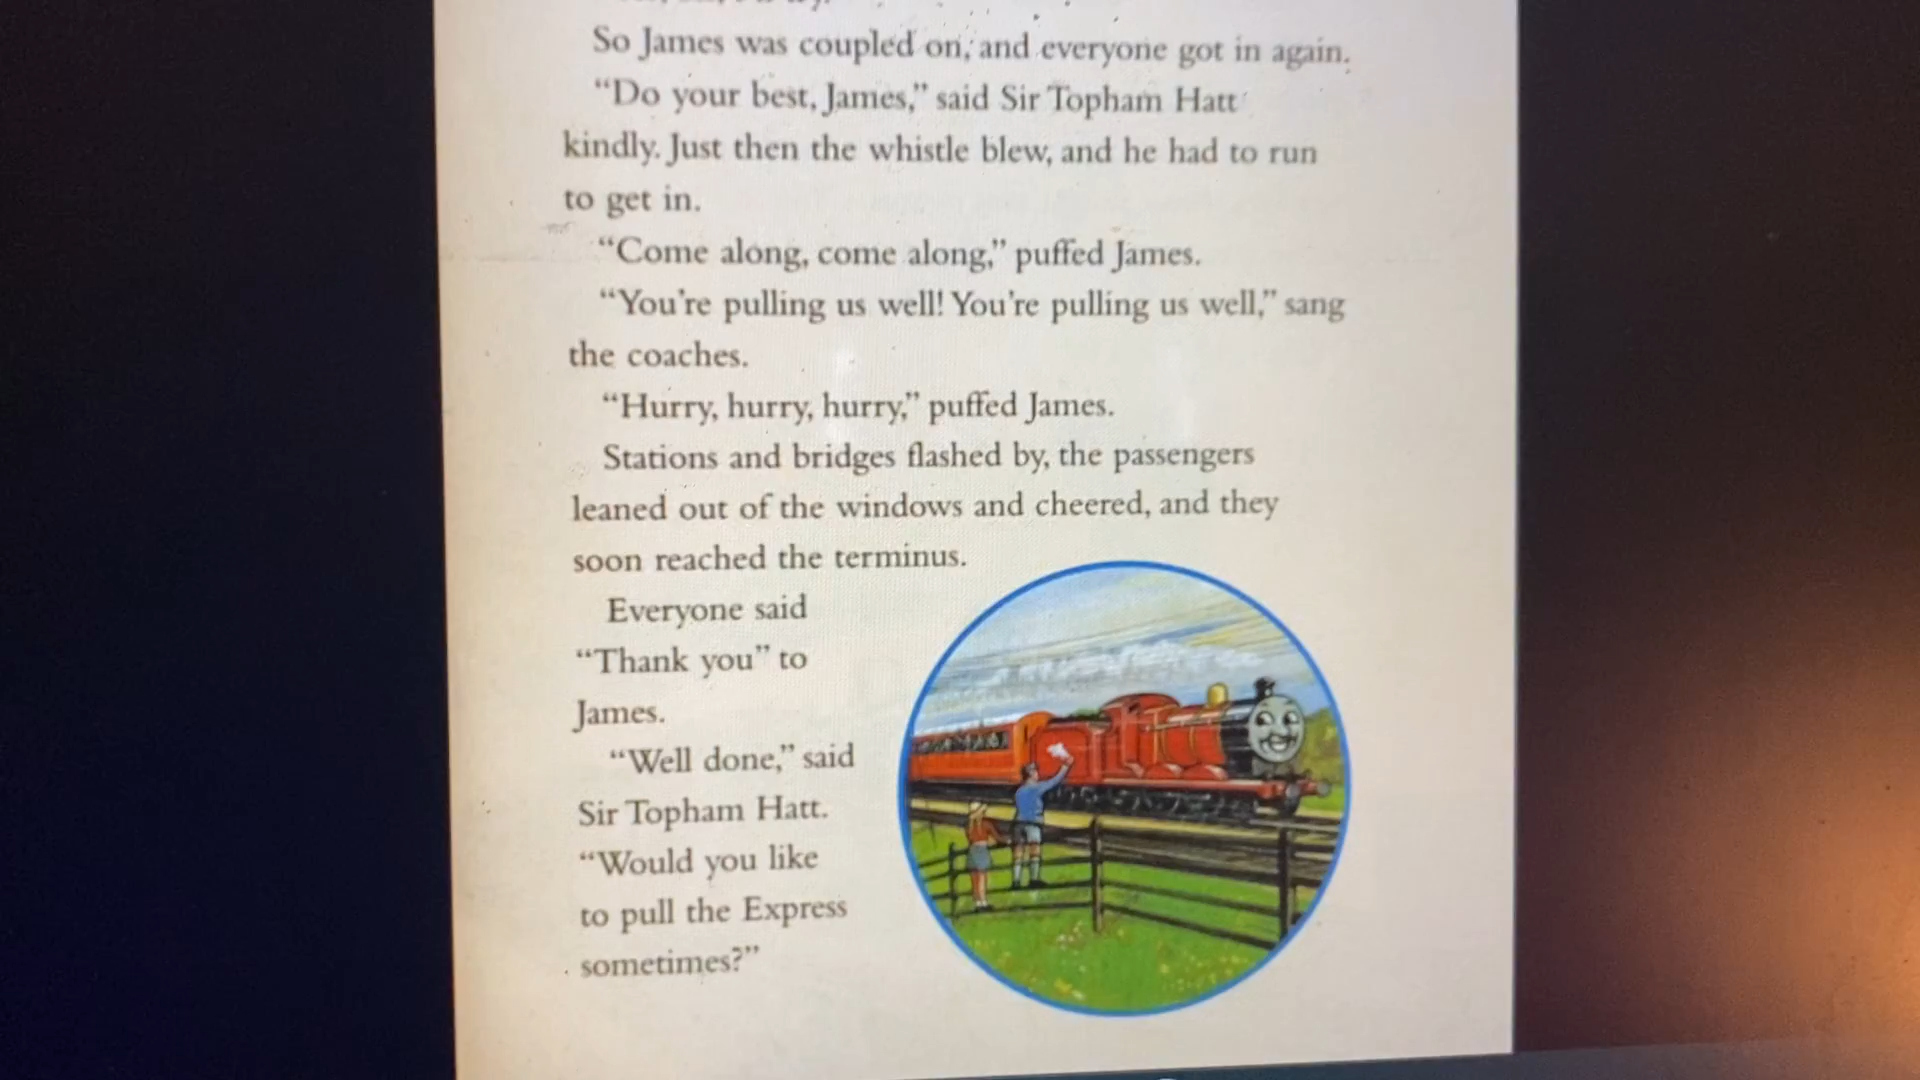 So James was coupled on, and everyone got in again.
“Do your best, James,” said Sir Topham Hatt
kindly. Just then the whistle blew, and he had to run
to get in.
“Come along, come along,” puffed James.
“You’re pulling us well! You’re pulling us well,” sang
the coaches.
“Hurry, hurry, hurry,” puffed James.
Stations and bridges flashed by, the passengers
leaned out of the windows and cheered, and they
soon reached the terminus.
Everyone said
“Thank you” to
James.
“Well done,” said
Sir Topham Hatt.
“Would you like
to pull the Express
sometimes?”